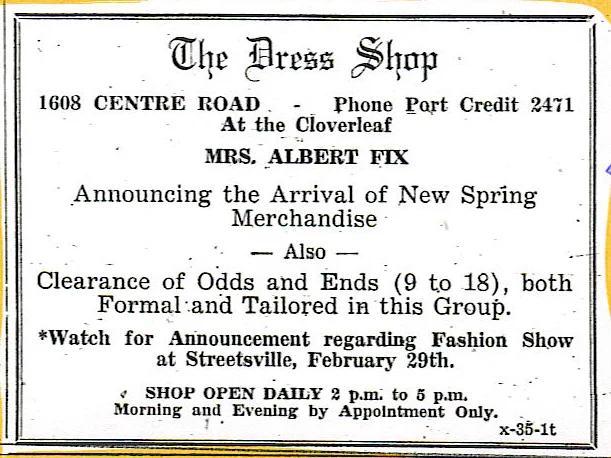 The Dress Shop
1608 CENTRE ROAD - Phone Port Credit 2471
At the Cloverleaf
MRS. ALBERT FIX
Announcing the Arrival of New Spring
Merchandise
— Also —
Clearance of Odds and Ends (9 to 18), both
Formal and Tailored in this Group.
*Watch for Announcement regarding Fashion Show
at Streetsville, February 29th.
SHOP OPEN DAILY 2 p.m. to 5 p.m.
Morning and Evening by Appointment Only.
x-35-1t